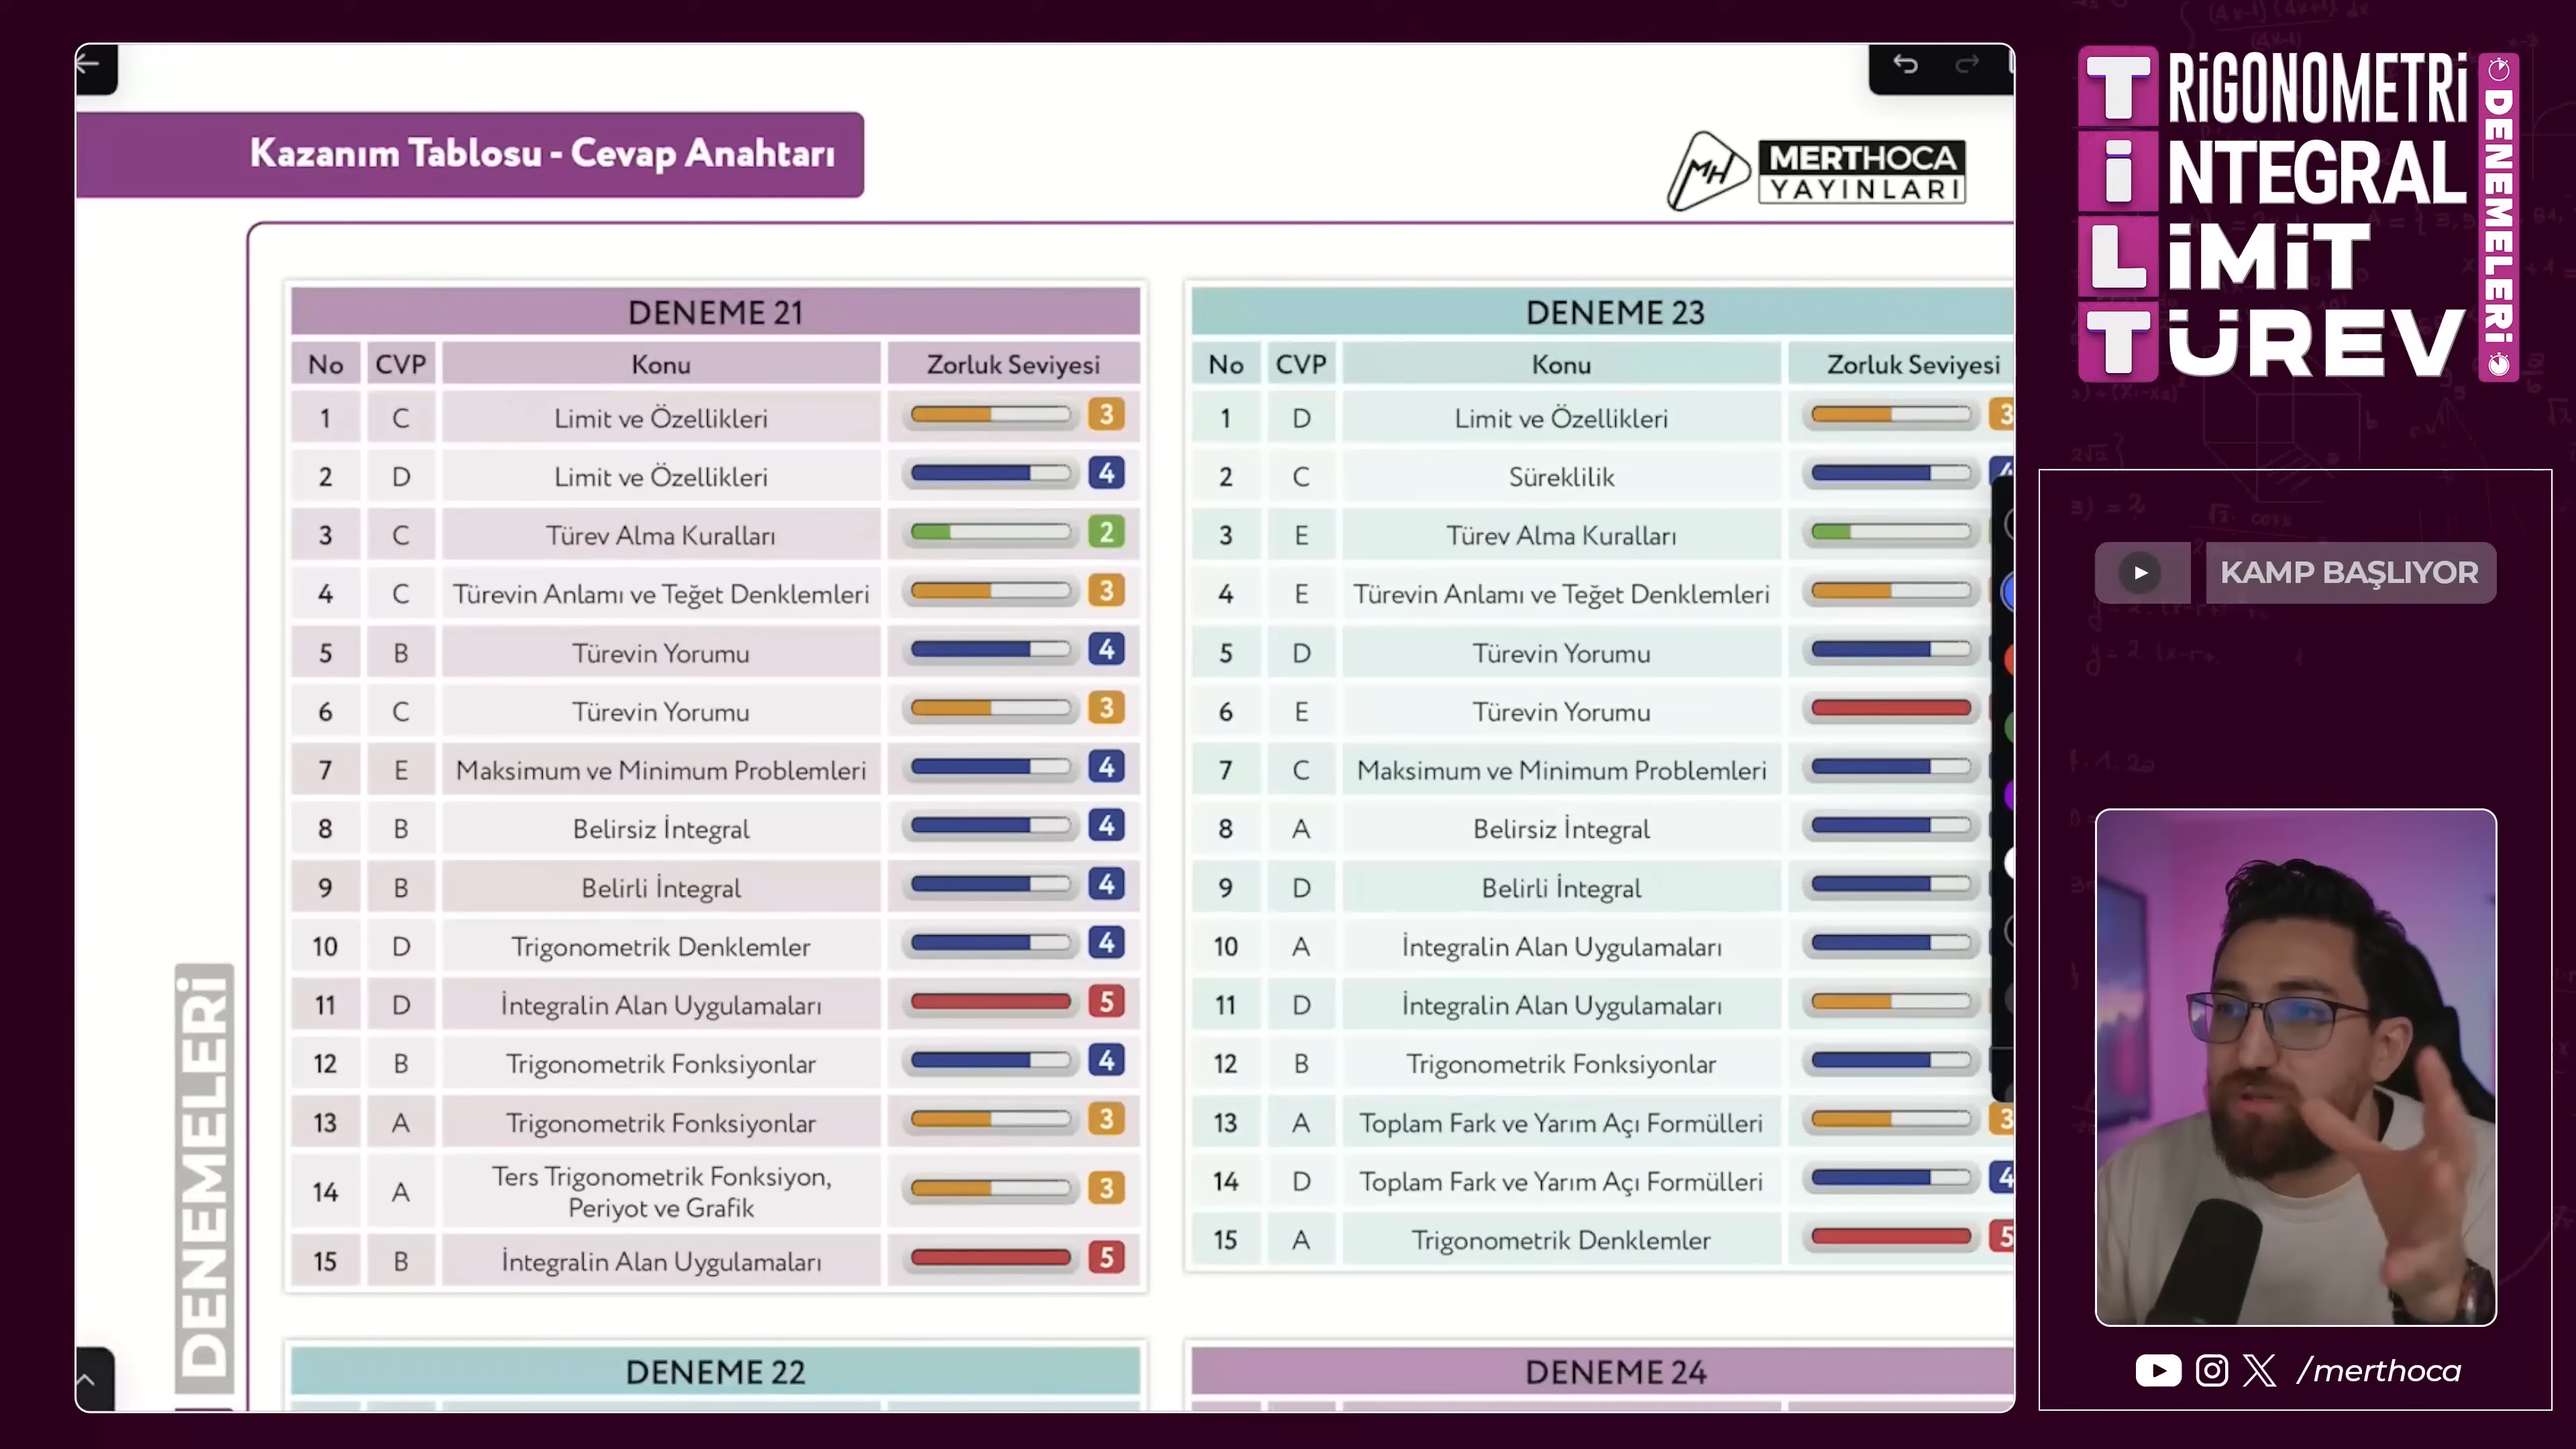 Kazanım Tablosu - Cevap Anahtarı
MH
MERTHOCA
YAYINLARI
DENEME 21
No CVP Konu Zorluk Seviyesi
1 C Limit ve Özellikleri 3
2 D Limit ve Özellikleri 4
3 C Türev Alma Kuralları 2
4 C Türevin Anlamı ve Teğet Denklemleri 3
5 B Türevin Yorumu 4
6 C Türevin Yorumu 3
7 E Maksimum ve Minimum Problemleri 4
8 B Belirsiz İntegral 4
9 B Belirli İntegral 4
10 D Trigonometrik Denklemler 4
11 D İntegralin Alan Uygulamaları 5
12 B Trigonometrik Fonksiyonlar 4
13 A Trigonometrik Fonksiyonlar 3
14 A Ters Trigonometrik Fonksiyon,
Periyot ve Grafik 3
15 B İntegralin Alan Uygulamaları 5
DENEME 23
No CVP Konu Zorluk Seviyesi
1 D Limit ve Özellikleri 3
2 C Süreklilik 4
3 E Türev Alma Kuralları
4 E Türevin Anlamı ve Teğet Denklemleri
5 D Türevin Yorumu
6 E Türevin Yorumu
7 C Maksimum ve Minimum Problemleri
8 A Belirsiz İntegral
9 D Belirli İntegral
10 A İntegralin Alan Uygulamaları
11 D İntegralin Alan Uygulamaları
12 B Trigonometrik Fonksiyonlar
13 A Toplam Fark ve Yarım Açı Formülleri 3
14 D Toplam Fark ve Yarım Açı Formülleri 4
15 A Trigonometrik Denklemler 5
DENEME 22
DENEME 24
DENEMELERİ
TRİGONOMETRİ
İNTEGRAL
LİMİT
TÜREV
DENEMELERİ
KAMP BAŞLIYOR
/merthoca